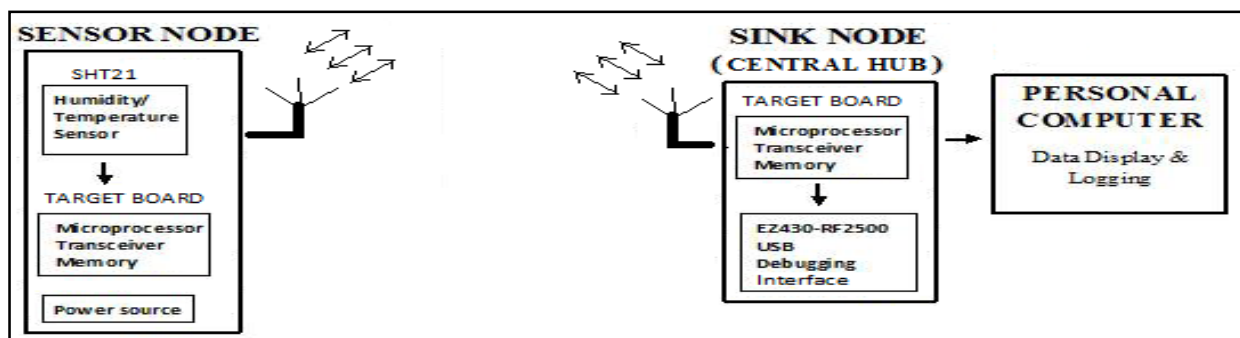 SENSOR NODE
SHT21
Humidity/
Temperature
Sensor
TARGET BOARD
Microprocessor
Transceiver
Memory
Power source
SINK NODE
(CENTRAL HUB)
TARGET BOARD
Microprocessor
Transceiver
Memory
EZ430-RF2500
USB
Debugging
Interface
PERSONAL
COMPUTER
Data Display &
Logging